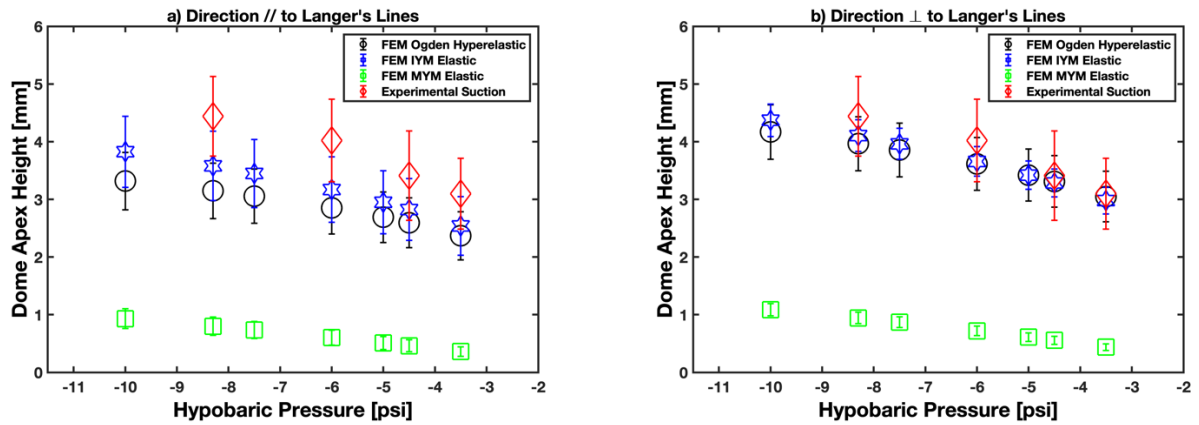 a) Direction // to Langer's Lines
6
5
4
3
2
1
0
Dome Apex Height [mm]
FEM Ogden Hyperelastic
FEM IYM Elastic
FEM MYM Elastic
Experimental Suction
-11 -10 -9 -8 -7 -6 -5 -4 -3 -2
Hypobaric Pressure [psi]
b) Direction ⊥ to Langer's Lines
6
5
4
3
2
1
0
Dome Apex Height [mm]
FEM Ogden Hyperelastic
FEM IYM Elastic
FEM MYM Elastic
Experimental Suction
-11 -10 -9 -8 -7 -6 -5 -4 -3 -2
Hypobaric Pressure [psi]